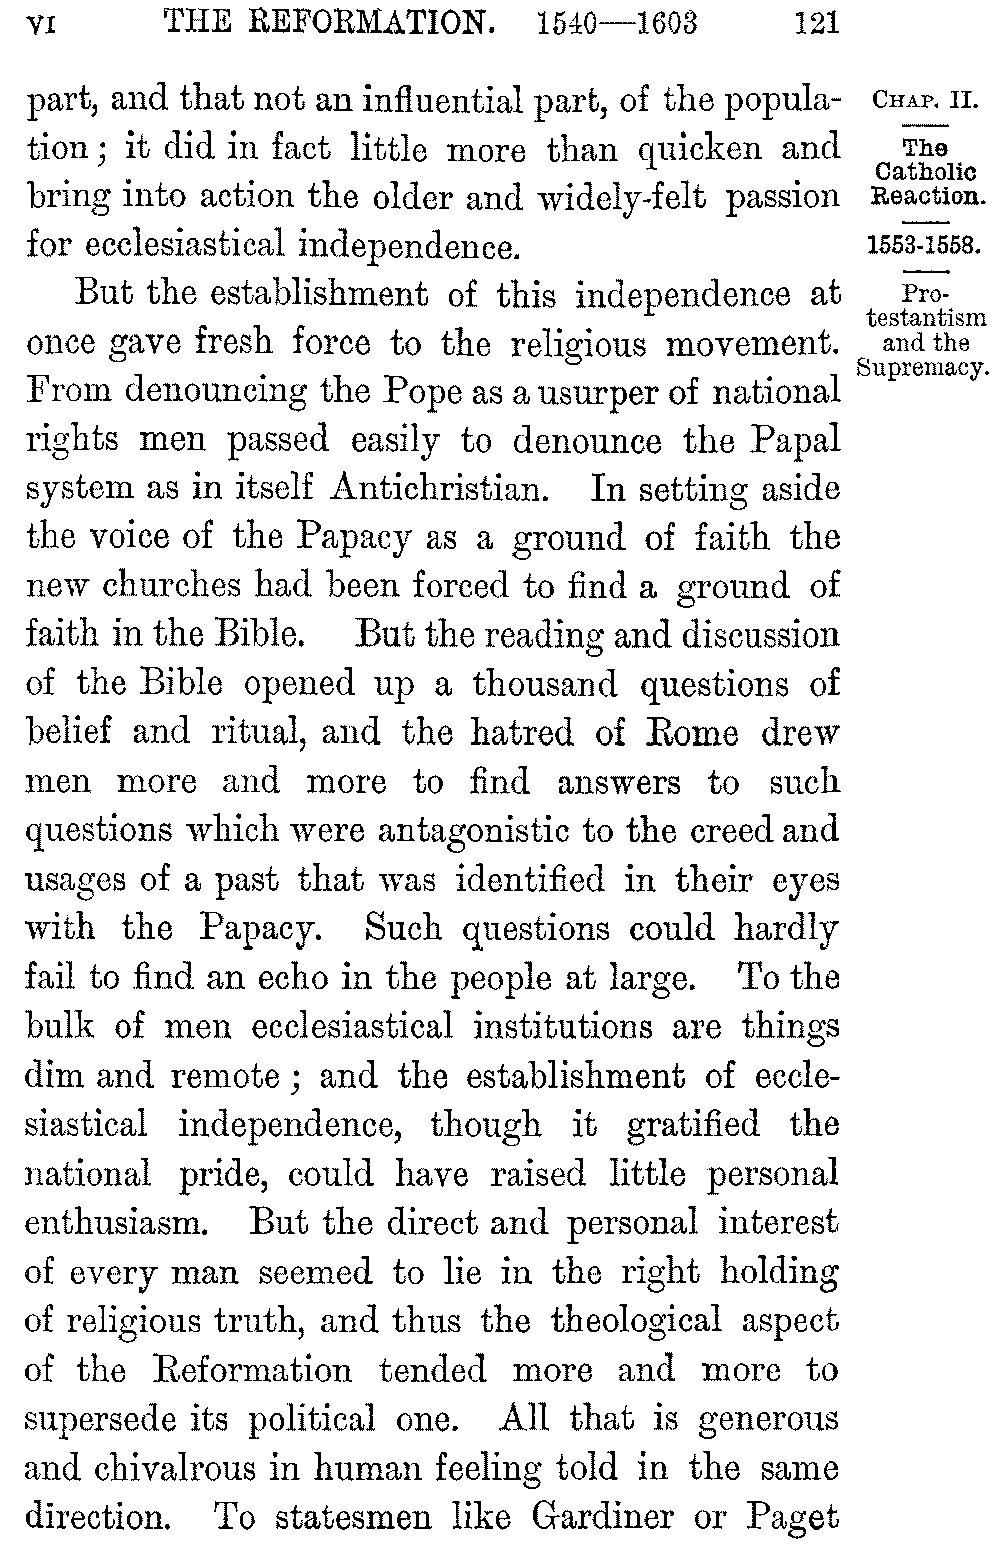 VI THE REFORMATION. 1540—1603 121
part, and that not an influential part, of the popula-
tion; it did in fact little more than quicken and
bring into action the older and widely-felt passion
for ecclesiastical independence.
But the establishment of this independence at
once gave fresh force to the religious movement.
From denouncing the Pope as a usurper of national
rights men passed easily to denounce the Papal
system as in itself Antichristian. In setting aside
the voice of the Papacy as a ground of faith the
new churches had been forced to find a ground of
faith in the Bible. But the reading and discussion
of the Bible opened up a thousand questions of
belief and ritual, and the hatred of Rome drew
men more and more to find answers to such
questions which were antagonistic to the creed and
usages of a past that was identified in their eyes
with the Papacy. Such questions could hardly
fail to find an echo in the people at large. To the
bulk of men ecclesiastical institutions are things
dim and remote; and the establishment of eccle-
siastical independence, though it gratified the
national pride, could have raised little personal
enthusiasm. But the direct and personal interest
of every man seemed to lie in the right holding
of religious truth, and thus the theological aspect
of the Reformation tended more and more to
supersede its political one. All that is generous
and chivalrous in human feeling told in the same
direction. To statesmen like Gardiner or Paget
CHAP. II.
The
Catholic
Reaction.
1553-1558.
Pro-
testantism
and the
Supremacy.